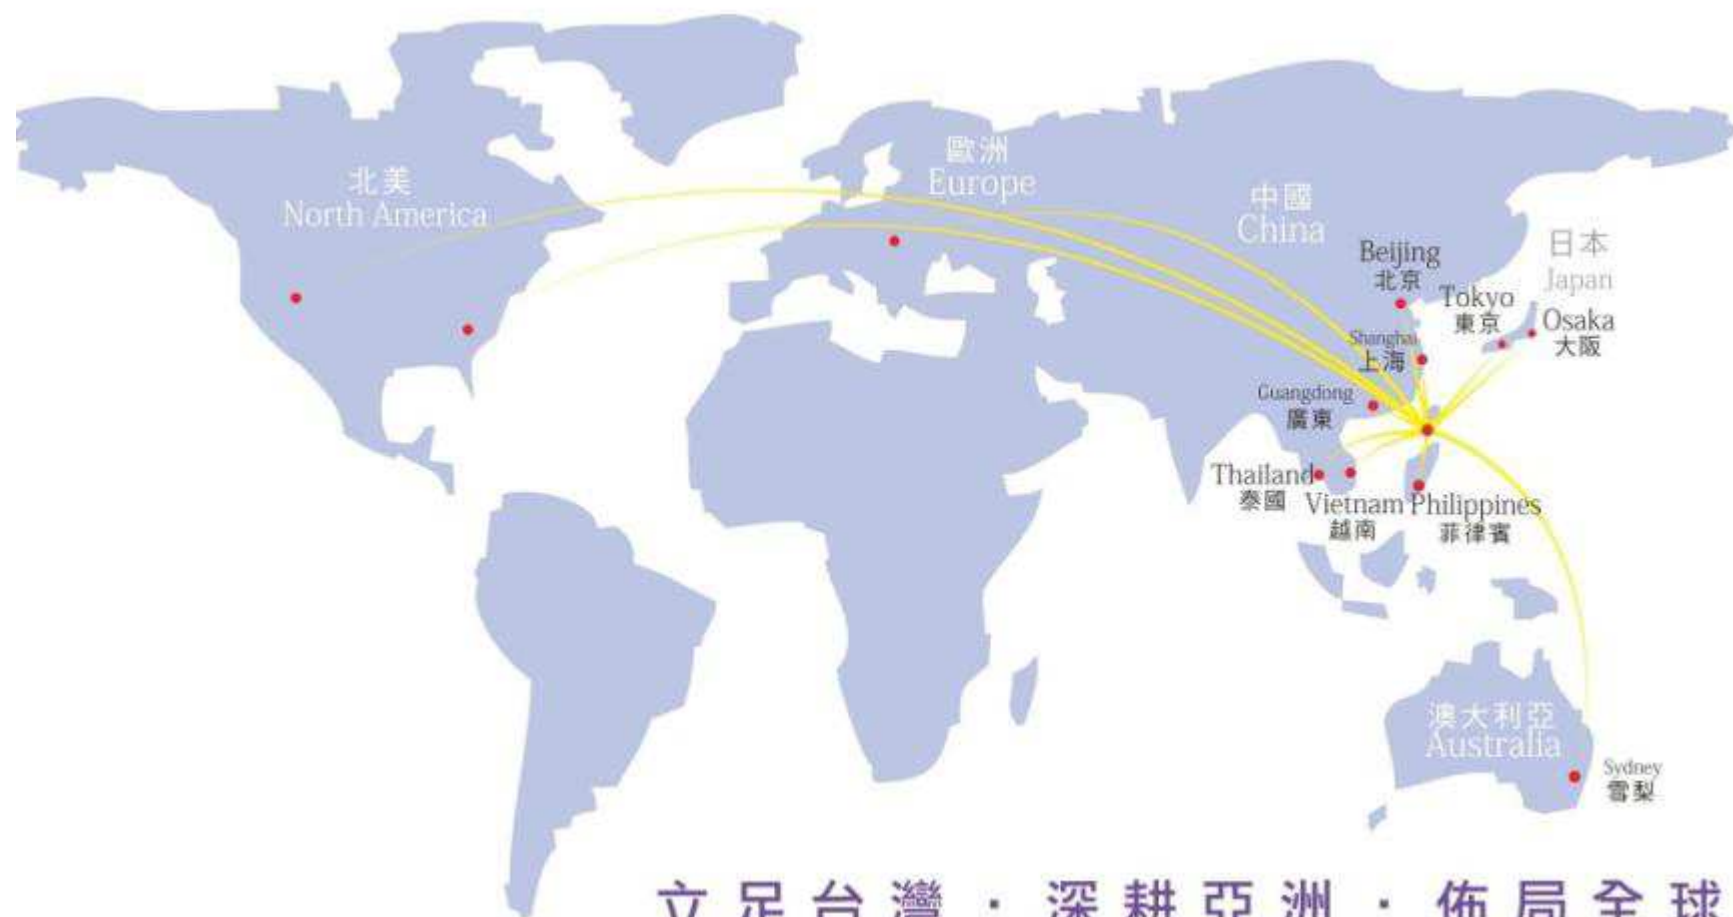 歐洲
Europe
北美
North America
中國
China
日本
Japan
Beijing
北京
Tokyo
東京
Osaka
大阪
Shanghai
上海
Guangdong
廣東
Thailand
泰國
Vietnam
越南
Philippines
菲律賓
澳大利亞
Australia
Sydney
雪梨
立足台灣・深耕亞洲・佈局全球